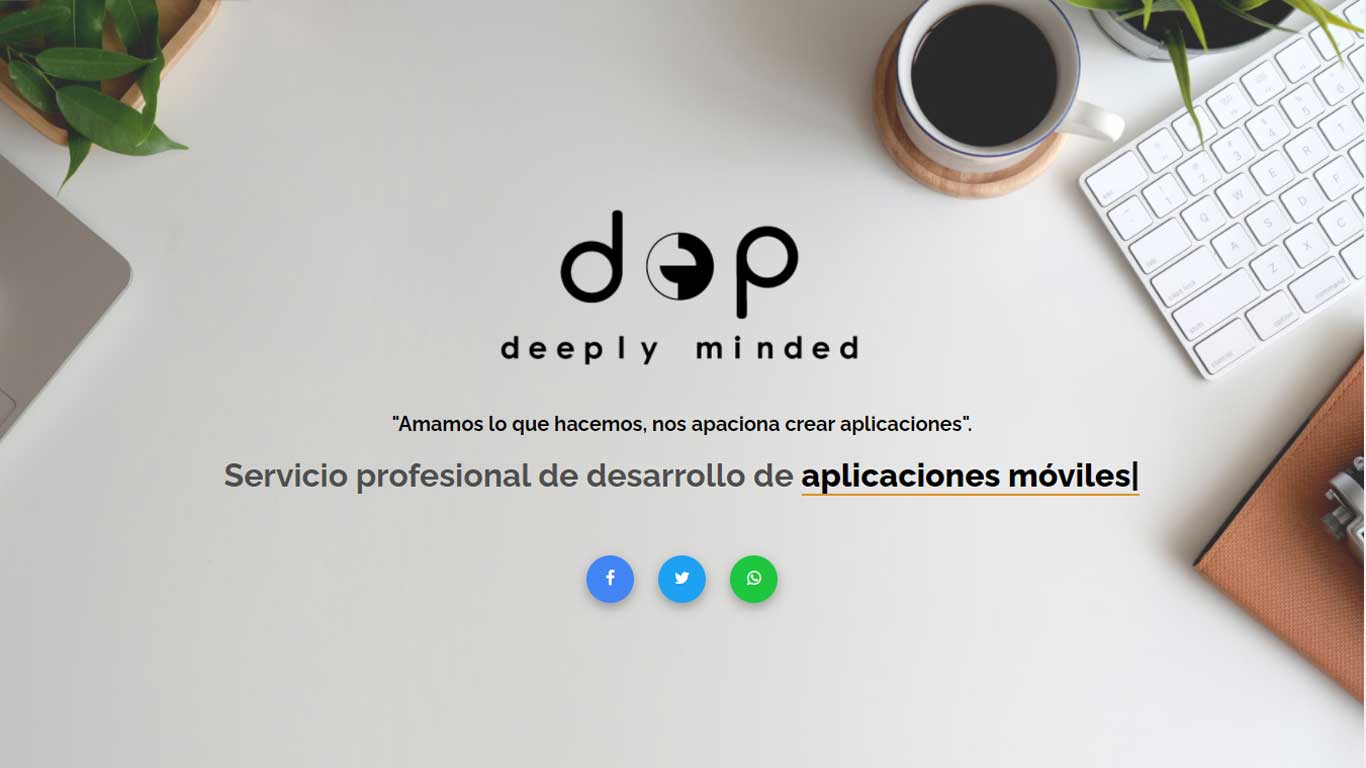 dep
deeply minded
"Amamos lo que hacemos, nos apaciona crear aplicaciones".
Servicio profesional de desarrollo de aplicaciones móviles|